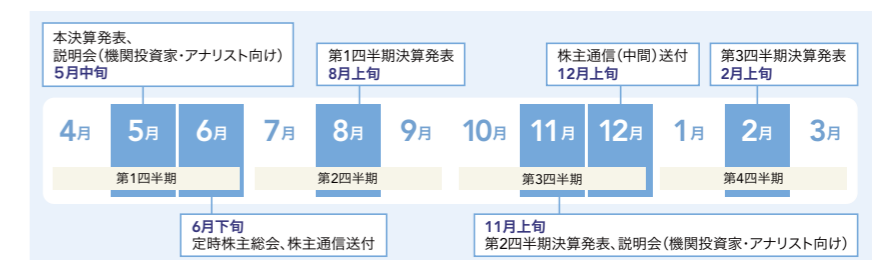 本決算発表、
説明会(機関投資家・アナリスト向け)
5月中旬
第1四半期決算発表
8月上旬
株主通信(中間)送付
12月上旬
第3四半期決算発表
2月上旬
4月 5月 6月 7月 8月 9月 10月 11月 12月 1月 2月 3月
第1四半期 第2四半期 第3四半期 第4四半期
6月下旬
定時株主総会、株主通信送付
11月上旬
第2四半期決算発表、説明会(機関投資家・アナリスト向け)